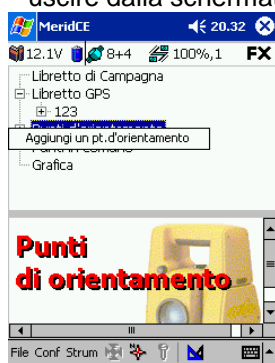 uscire dalla schermata
MeridCE 20.32
12.1V 8+4 100%,1 FX
Libretto di Campagna
Libretto GPS
123
Aggiungi un pt.d'orientamento
Grafica
Punti
di orientamento
File Conf Strum